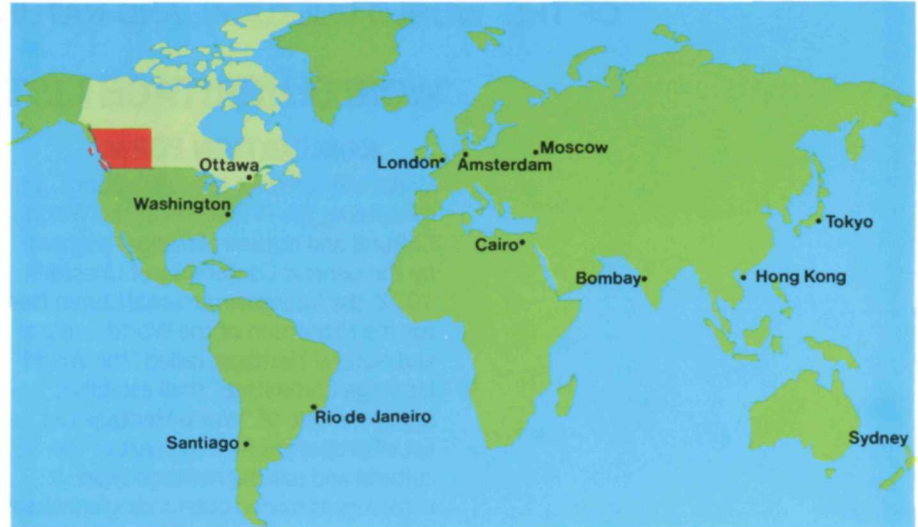 Ottawa
London
Amsterdam
Moscow
Washington
Tokyo
Cairo
Bombay
Hong Kong
Rio de Janeiro
Santiago
Sydney